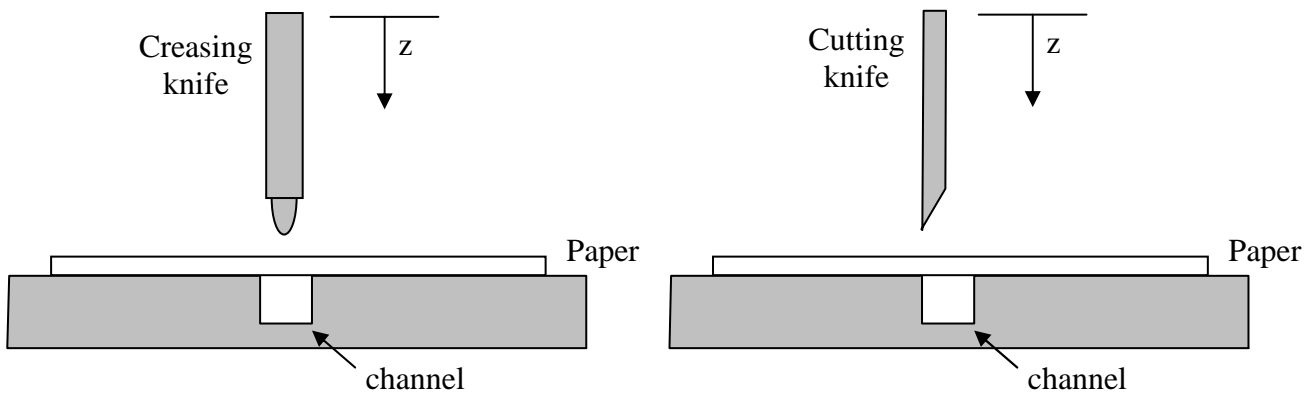 Creasing
knife
z
Paper
channel
Cutting
knife
z
Paper
channel